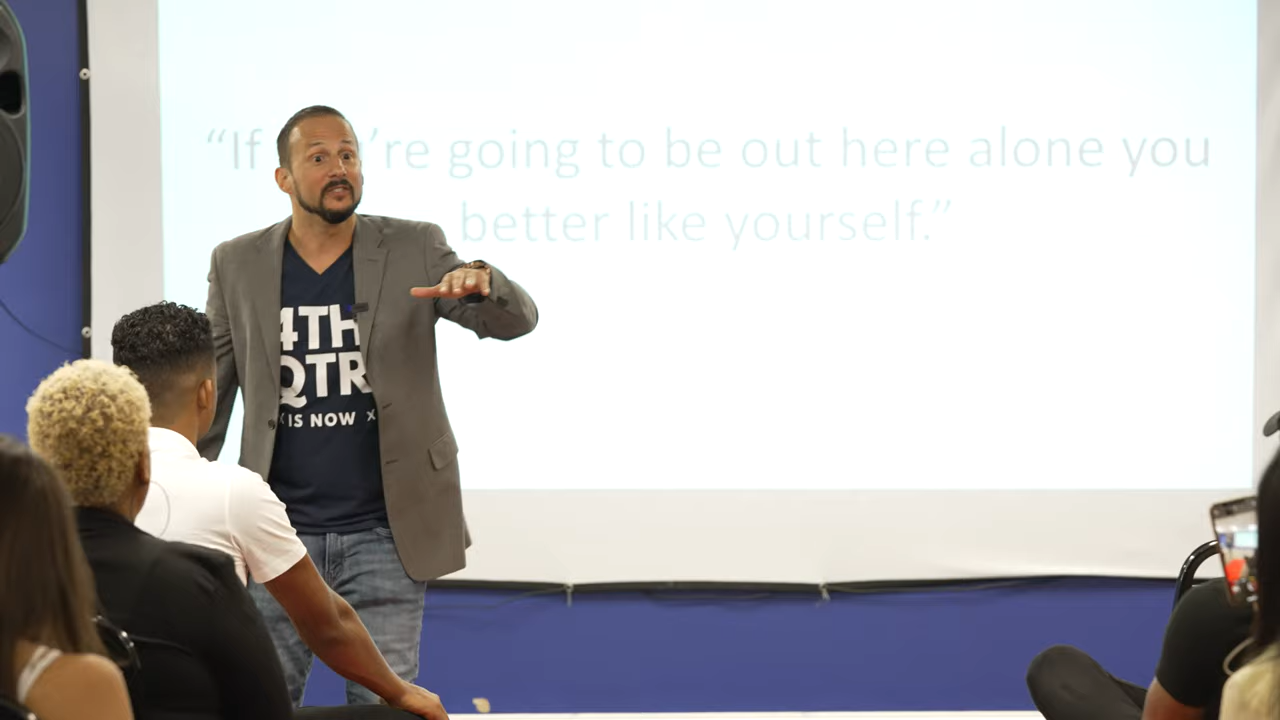 “If ’re going to be out here alone you
better like yourself.”
4TH
QTR
X IS NOW X